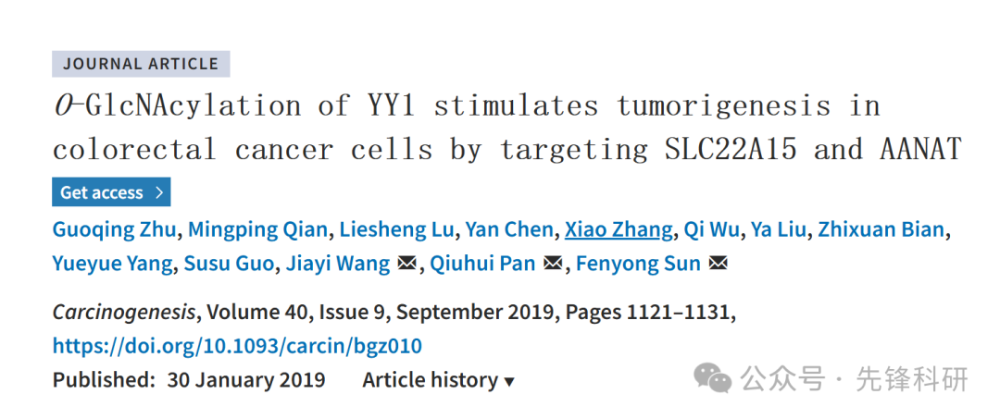 JOURNAL ARTICLE
O-GlcNAcylation of YY1 stimulates tumorigenesis in
colorectal cancer cells by targeting SLC22A15 and AANAT
Get access >
Guoqing Zhu, Mingping Qian, Liesheng Lu, Yan Chen, Xiao Zhang, Qi Wu, Ya Liu, Zhixuan Bian,
Yueyue Yang, Susu Guo, Jiayi Wang ✉, Qiuhui Pan ✉, Fenyong Sun ✉
Carcinogenesis, Volume 40, Issue 9, September 2019, Pages 1121–1131,
https://doi.org/10.1093/carcin/bgz010
Published: 30 January 2019 Article history ▼
公众号 · 先锋科研